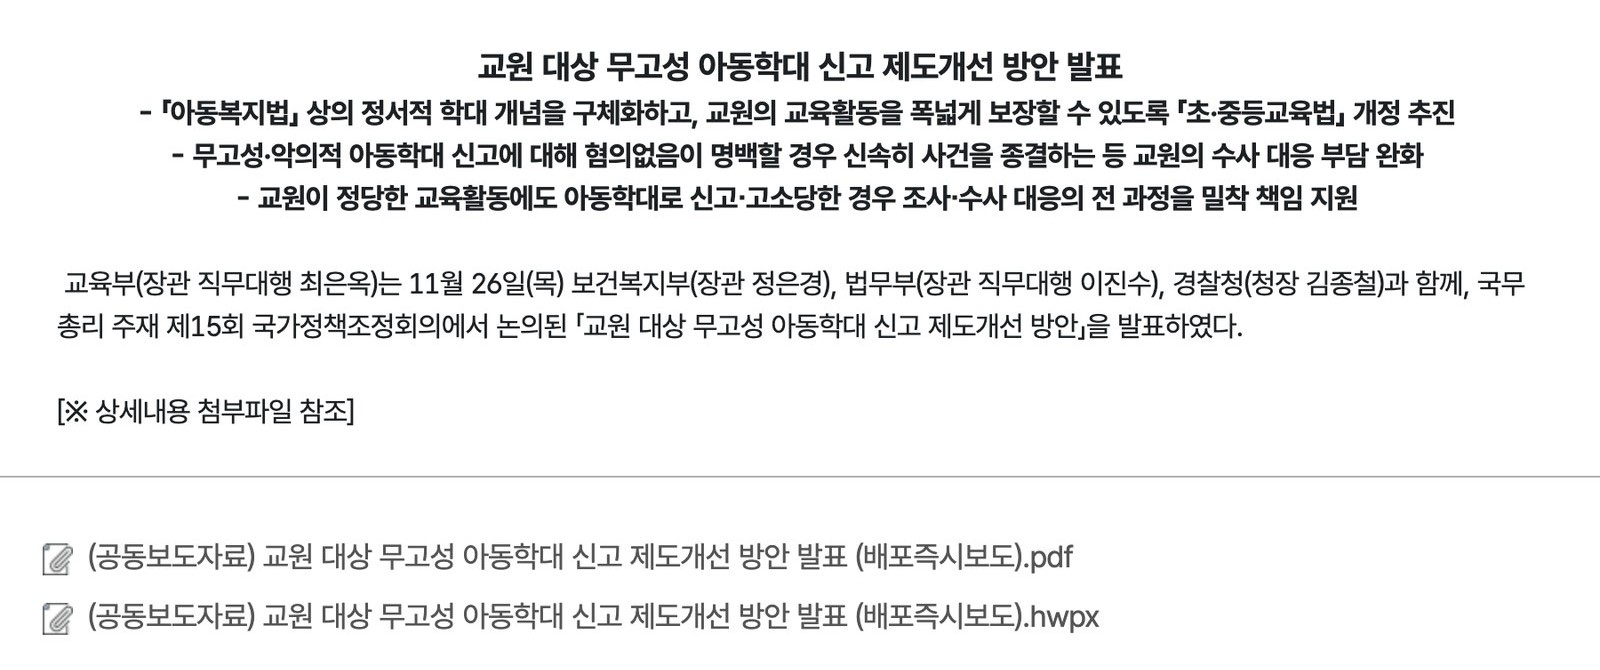 교원 대상 무고성 아동학대 신고 제도개선 방안 발표
- 『아동복지법』 상의 정서적 학대 개념을 구체화하고, 교원의 교육활동을 폭넓게 보장할 수 있도록 『초·중등교육법』 개정 추진
- 무고성·악의적 아동학대 신고에 대해 혐의없음이 명백할 경우 신속히 사건을 종결하는 등 교원의 수사 대응 부담 완화
- 교원이 정당한 교육활동에도 아동학대로 신고·고소당한 경우 조사·수사 대응의 전 과정을 밀착 책임 지원
교육부(장관 직무대행 최은옥)는 11월 26일(목) 보건복지부(장관 정은경), 법무부(장관 직무대행 이진수), 경찰청(청장 김종철)과 함께, 국무
총리 주재 제15회 국가정책조정회의에서 논의된 「교원 대상 무고성 아동학대 신고 제도개선 방안」을 발표하였다.
[※ 상세내용 첨부파일 참조]
(공동보도자료) 교원 대상 무고성 아동학대 신고 제도개선 방안 발표 (배포즉시보도).pdf
(공동보도자료) 교원 대상 무고성 아동학대 신고 제도개선 방안 발표 (배포즉시보도).hwpx